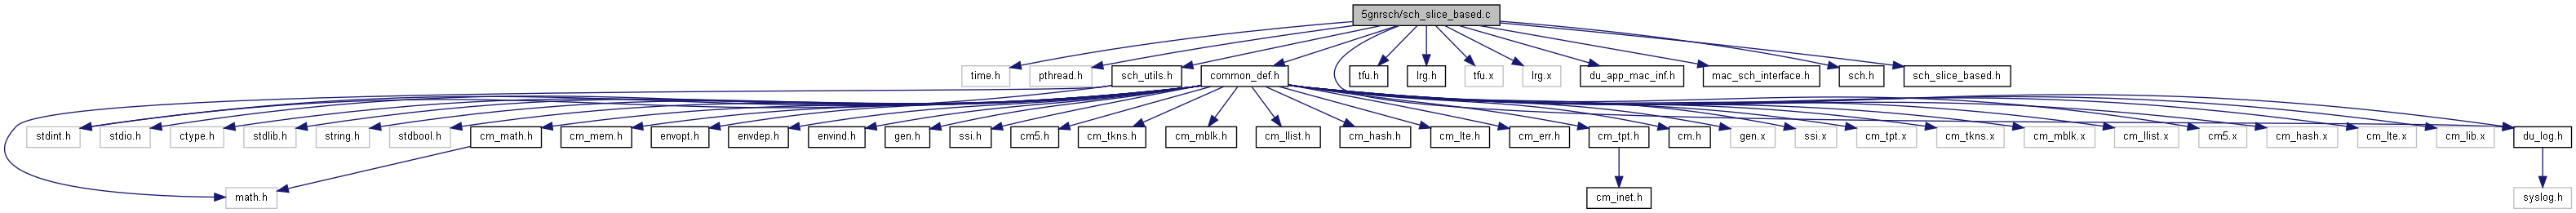 5gnrsch/sch_slice_based.c
time.h
pthread.h
sch_utils.h
common_def.h
tfu.h
lrg.h
tfu.x
lrg.x
du_app_mac_inf.h
mac_sch_interface.h
sch.h
sch_slice_based.h
stdint.h
stdio.h
ctype.h
stdlib.h
string.h
stdbool.h
cm_math.h
cm_mem.h
envopt.h
envdep.h
envind.h
gen.h
ssi.h
cm5.h
cm_tkns.h
cm_mblk.h
cm_llist.h
cm_hash.h
cm_lte.h
cm_err.h
cm_tpt.h
cm.h
gen.x
ssi.x
cm_tpt.x
cm_tkns.x
cm_mblk.x
cm_llist.x
cm5.x
cm_hash.x
cm_lte.x
cm_lib.x
du_log.h
math.h
cm_inet.h
syslog.h